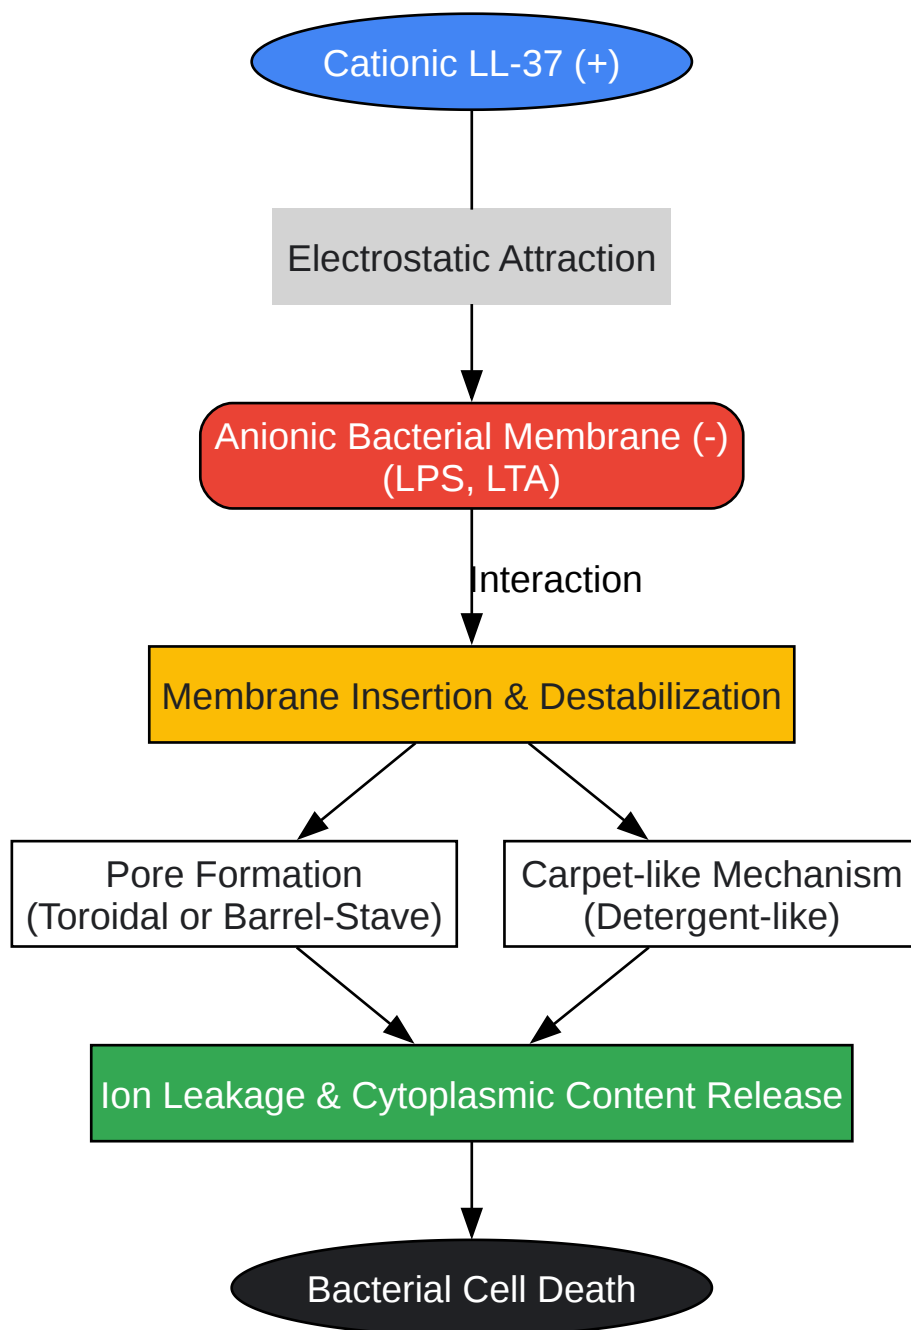 Cationic LL-37 (+)
Electrostatic Attraction
Anionic Bacterial Membrane (-)
(LPS, LTA)
Interaction
Membrane Insertion & Destabilization
Pore Formation
(Toroidal or Barrel-Stave)
Carpet-like Mechanism
(Detergent-like)
Ion Leakage & Cytoplasmic Content Release
Bacterial Cell Death